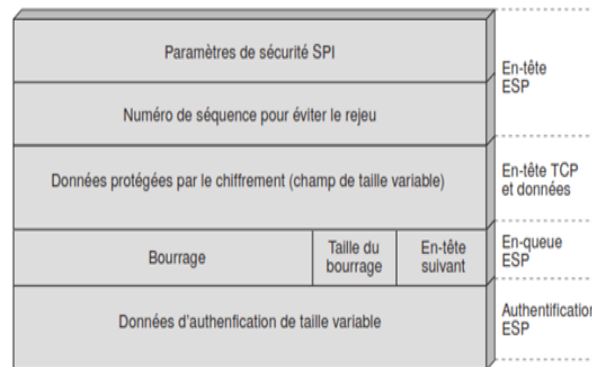 Paramètres de sécurité SPI
En-tête
ESP
Numéro de séquence pour éviter le rejeu
Données protégées par le chiffrement (champ de taille variable)
En-tête TCP
et données
Bourrage
Taille du
bourrage
En-tête
suivant
En-queue
ESP
Données d'authenfication de taille variable
Authentification
ESP